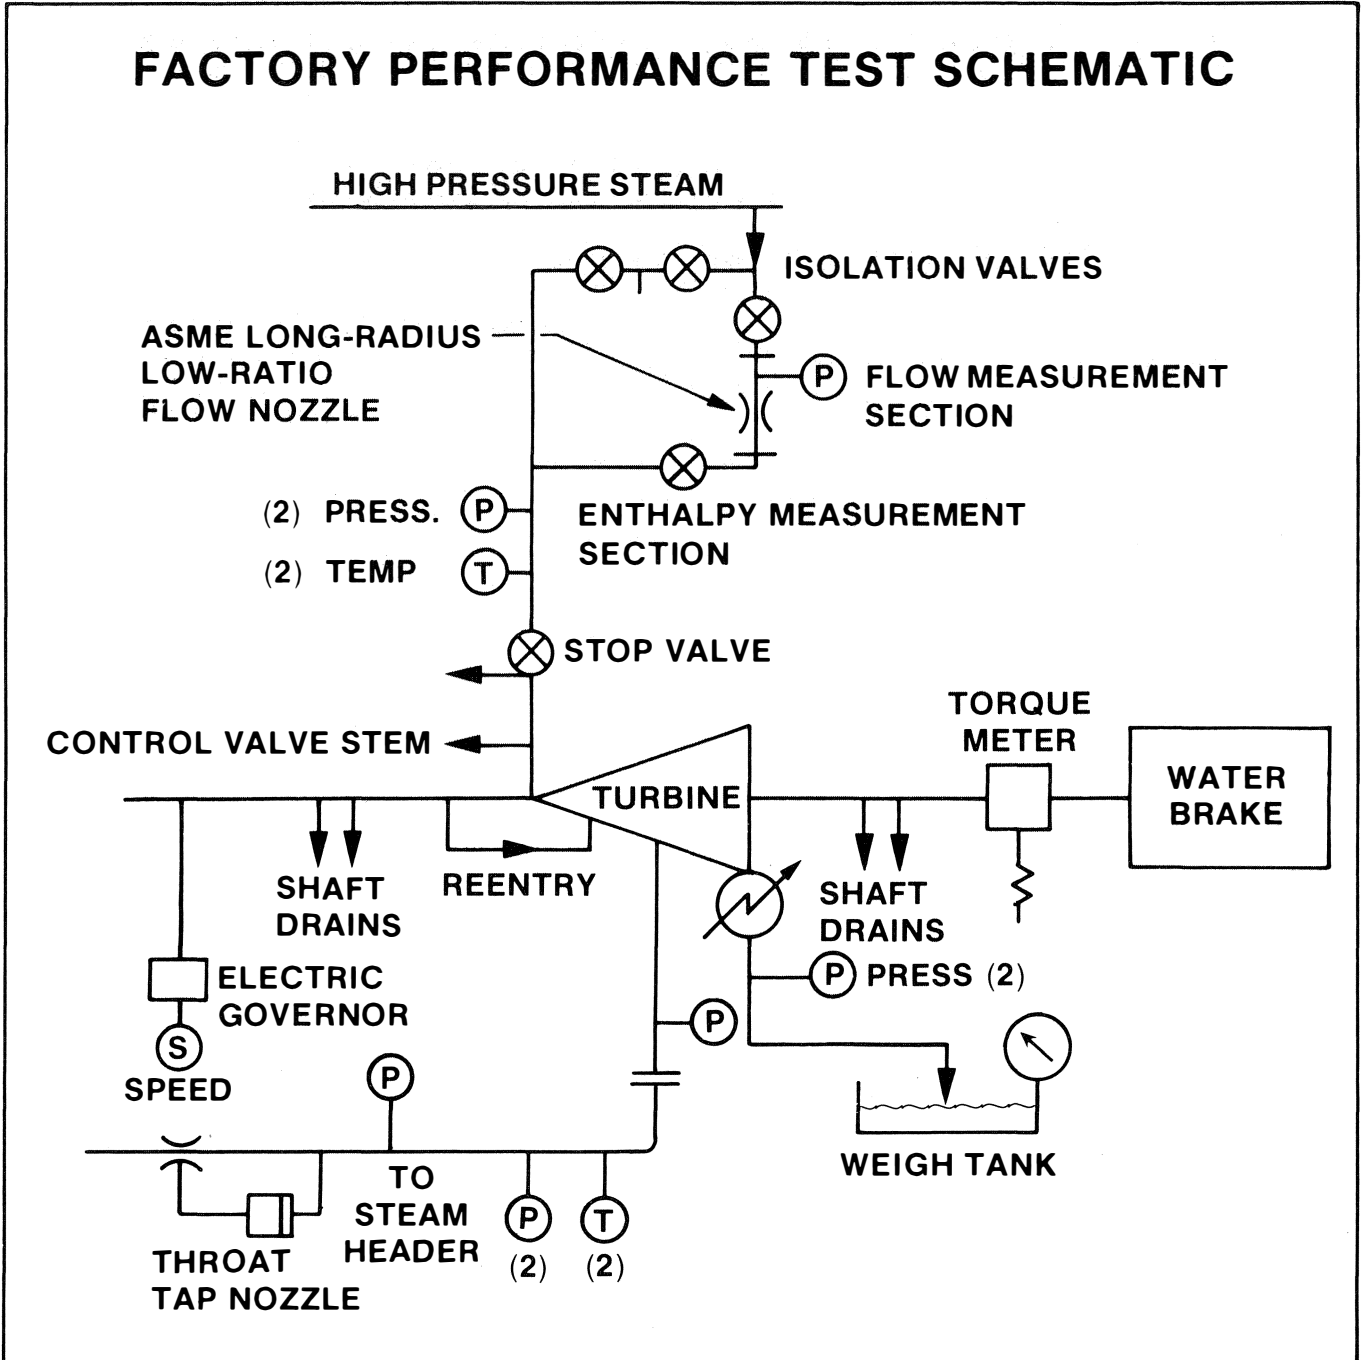 FACTORY PERFORMANCE TEST SCHEMATIC
HIGH PRESSURE STEAM
ISOLATION VALVES
ASME LONG-RADIUS
LOW-RATIO
FLOW NOZZLE
P
FLOW MEASUREMENT
SECTION
(2) PRESS.
P
ENTHALPY MEASUREMENT
SECTION
(2) TEMP
T
STOP VALVE
CONTROL VALVE STEM
TORQUE
METER
WATER
BRAKE
TURBINE
SHAFT
DRAINS
REENTRY
SHAFT
DRAINS
P
PRESS (2)
ELECTRIC
GOVERNOR
S
SPEED
P
P
WEIGH TANK
TO
STEAM
HEADER
P
(2)
T
(2)
THROAT
TAP NOZZLE